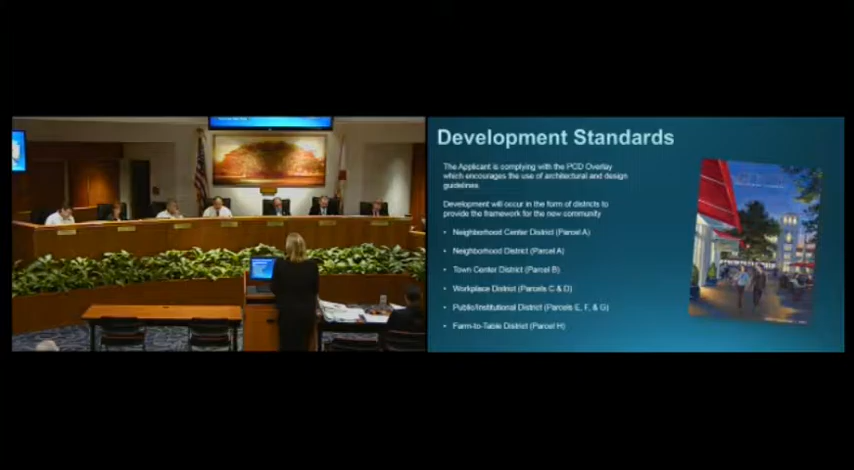 Development Standards
The Applicant is complying with the PCD Overlay
which encourages the use of architectural and design
guidelines.
Development will occur in the form of districts to
provide the framework for the new community
• Neighborhood Center District (Parcel A)
• Neighborhood District (Parcel A)
• Town Center District (Parcel B)
• Workplace District (Parcels C & D)
• Public/Institutional District (Parcels E, F, & G)
• Farm-to-Table District (Parcel H)